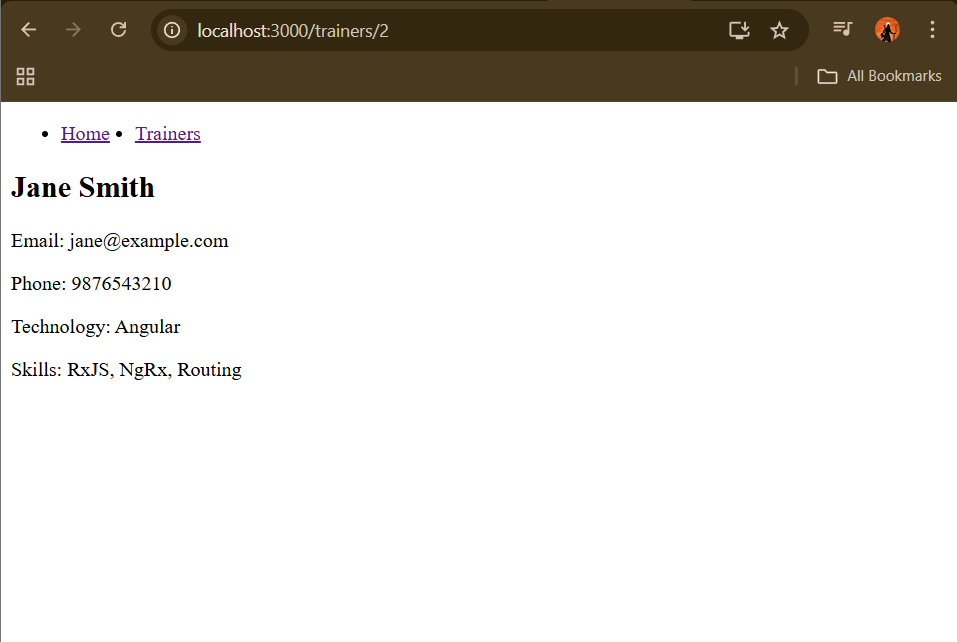 localhost:3000/trainers/2
All Bookmarks
• Home • Trainers
Jane Smith
Email: jane@example.com
Phone: 9876543210
Technology: Angular
Skills: RxJS, NgRx, Routing